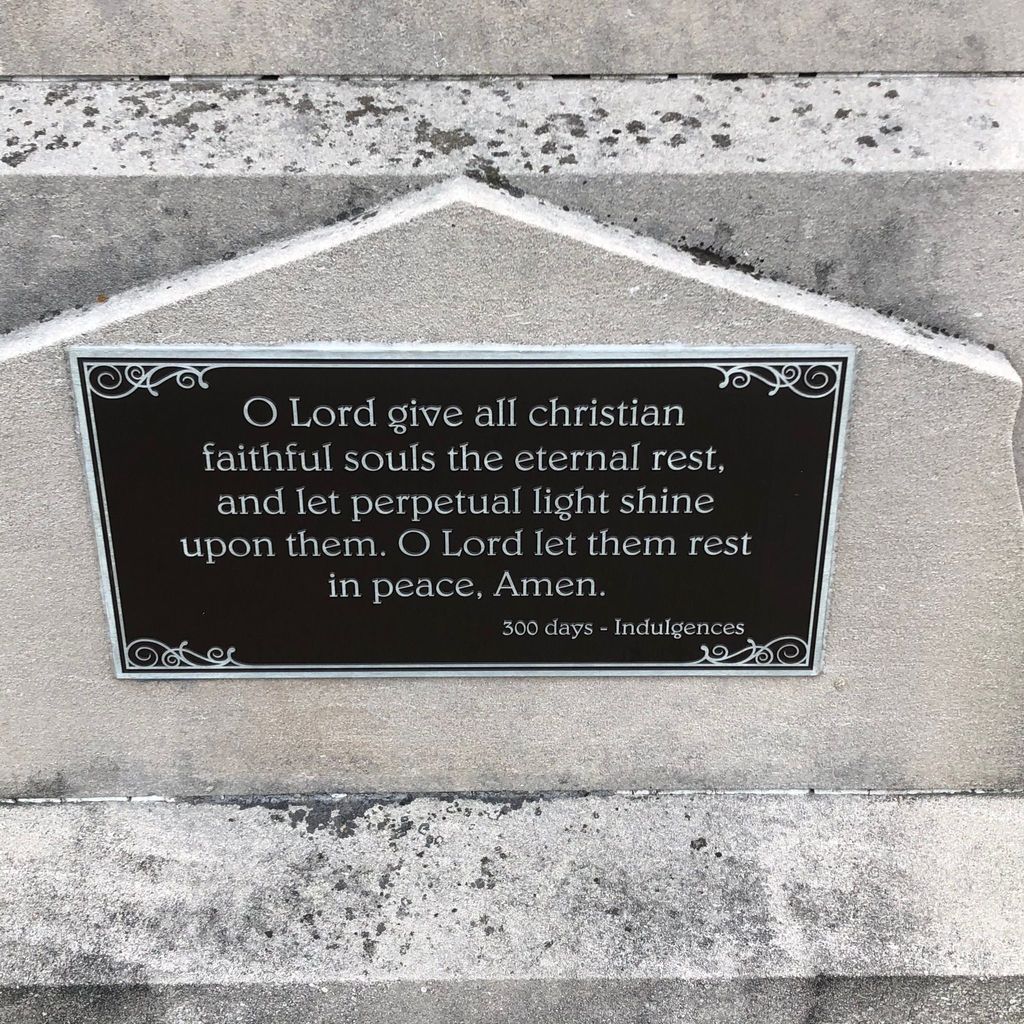 O Lord give all christian
faithful souls the eternal rest,
and let perpetual light shine
upon them. O Lord let them rest
in peace, Amen.
300 days - Indulgences